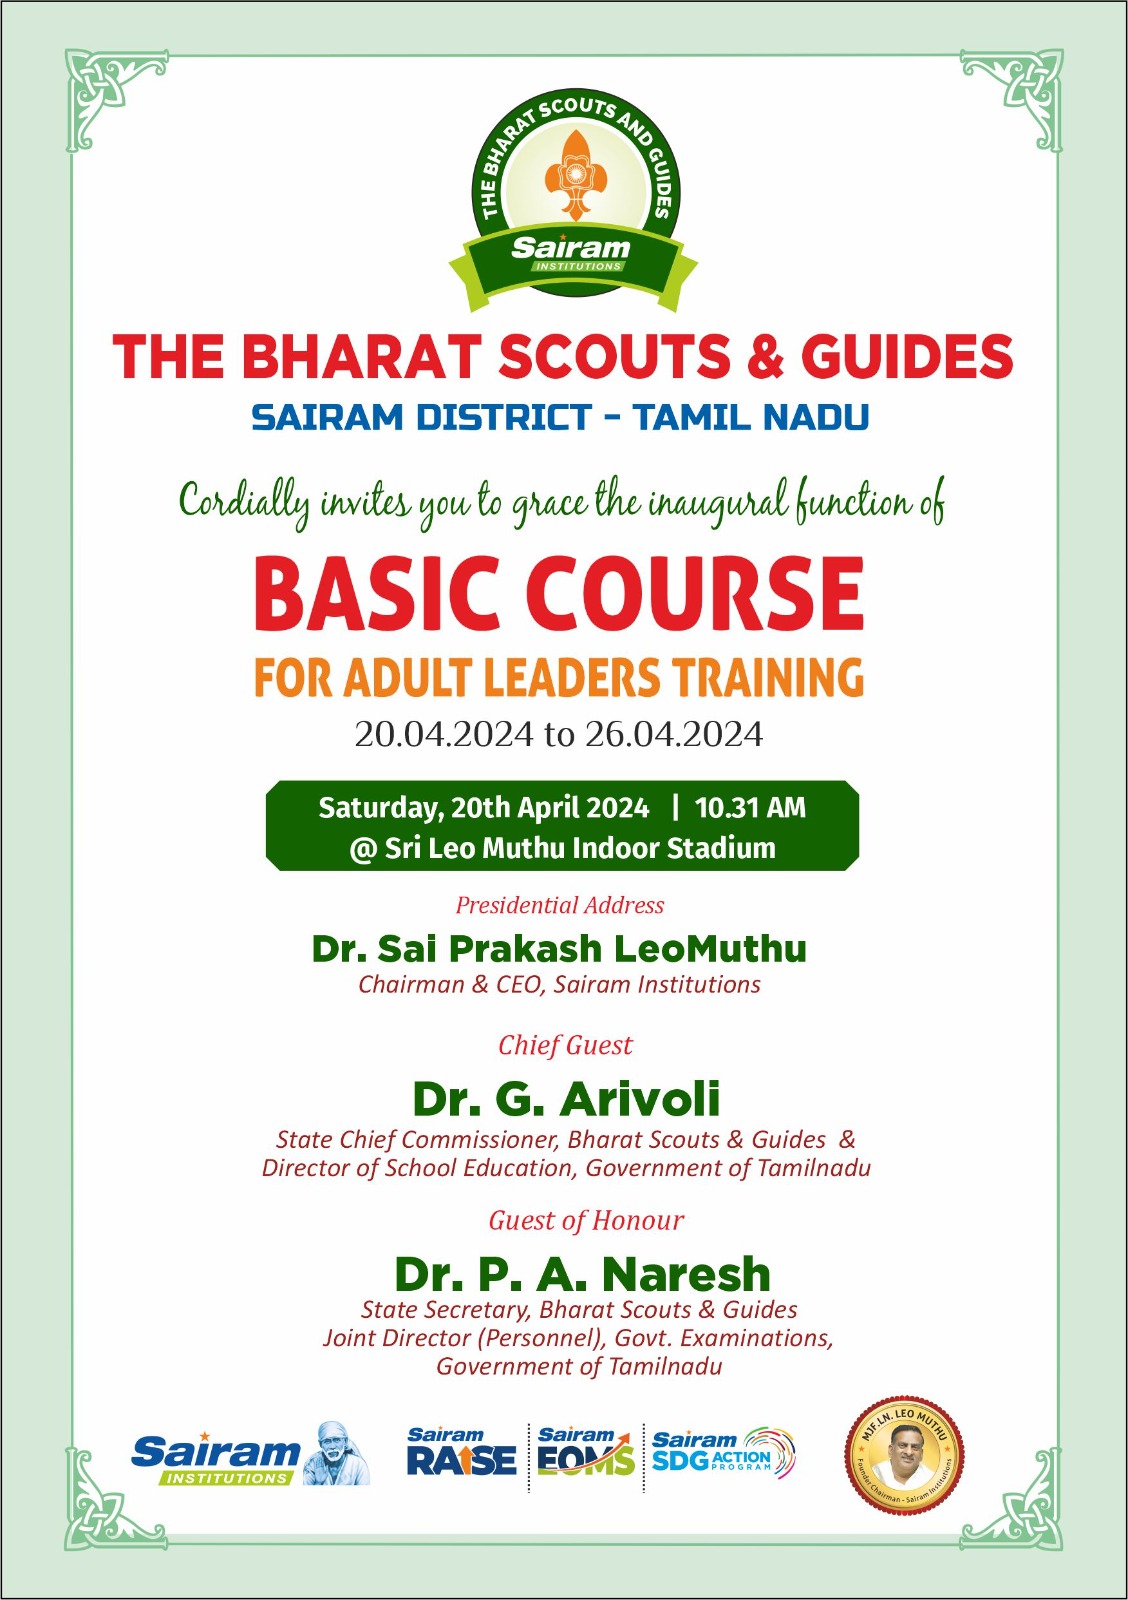 THE BHARAT SCOUTS AND GUIDES
Sairam
INSTITUTIONS
THE BHARAT SCOUTS & GUIDES
SAIRAM DISTRICT - TAMIL NADU
Cordially invites you to grace the inaugural function of
BASIC COURSE
FOR ADULT LEADERS TRAINING
20.04.2024 to 26.04.2024
Saturday, 20th April 2024 | 10.31 AM
@ Sri Leo Muthu Indoor Stadium
Presidential Address
Dr. Sai Prakash LeoMuthu
Chairman & CEO, Sairam Institutions
Chief Guest
Dr. G. Arivoli
State Chief Commissioner, Bharat Scouts & Guides &
Director of School Education, Government of Tamilnadu
Guest of Honour
Dr. P. A. Naresh
State Secretary, Bharat Scouts & Guides
Joint Director (Personnel), Govt. Examinations,
Government of Tamilnadu
Sairam
INSTITUTIONS
Sairam
RAISE
Sairam
EOMS
Sairam
SDG ACTION
PROGRAM
MJF.LN. LEO MUTHU
Founder Chairman - Sairam Institutions